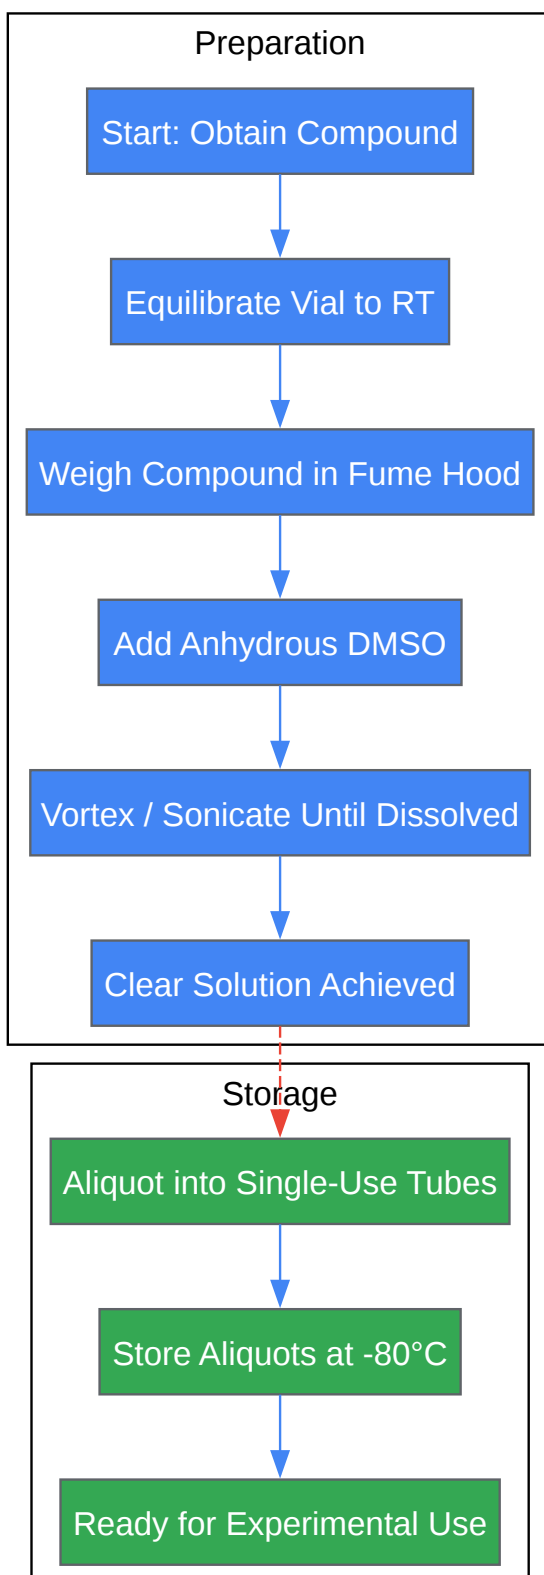 Preparation
Start: Obtain Compound
Equilibrate Vial to RT
Weigh Compound in Fume Hood
Add Anhydrous DMSO
Vortex / Sonicate Until Dissolved
Clear Solution Achieved
Storage
Aliquot into Single-Use Tubes
Store Aliquots at -80°C
Ready for Experimental Use